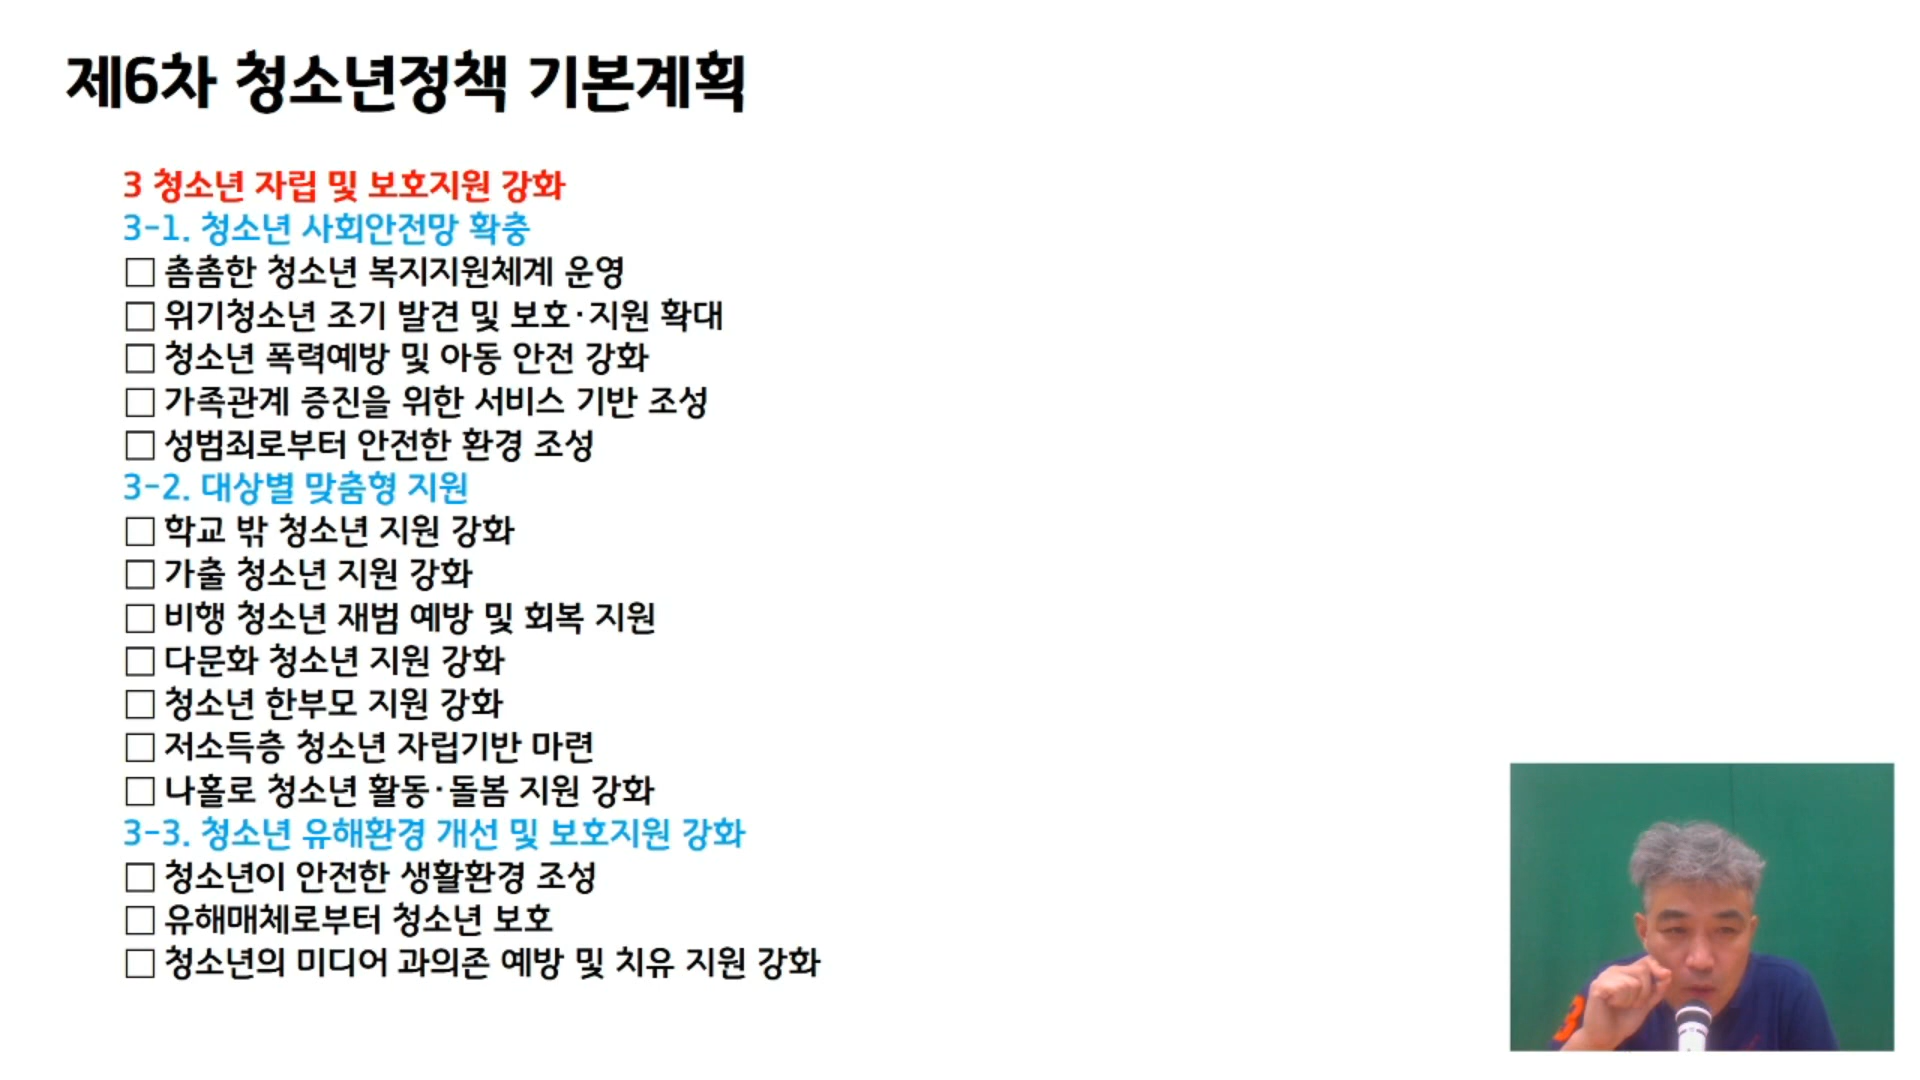 제6차 청소년정책 기본계획
3 청소년 자립 및 보호지원 강화
3-1. 청소년 사회안전망 확충
□ 촘촘한 청소년 복지지원체계 운영
□ 위기청소년 조기 발견 및 보호·지원 확대
□ 청소년 폭력예방 및 아동 안전 강화
□ 가족관계 증진을 위한 서비스 기반 조성
□ 성범죄로부터 안전한 환경 조성
3-2. 대상별 맞춤형 지원
□ 학교 밖 청소년 지원 강화
□ 가출 청소년 지원 강화
□ 비행 청소년 재범 예방 및 회복 지원
□ 다문화 청소년 지원 강화
□ 청소년 한부모 지원 강화
□ 저소득층 청소년 자립기반 마련
□ 나홀로 청소년 활동·돌봄 지원 강화
3-3. 청소년 유해환경 개선 및 보호지원 강화
□ 청소년이 안전한 생활환경 조성
□ 유해매체로부터 청소년 보호
□ 청소년의 미디어 과의존 예방 및 치유 지원 강화
3